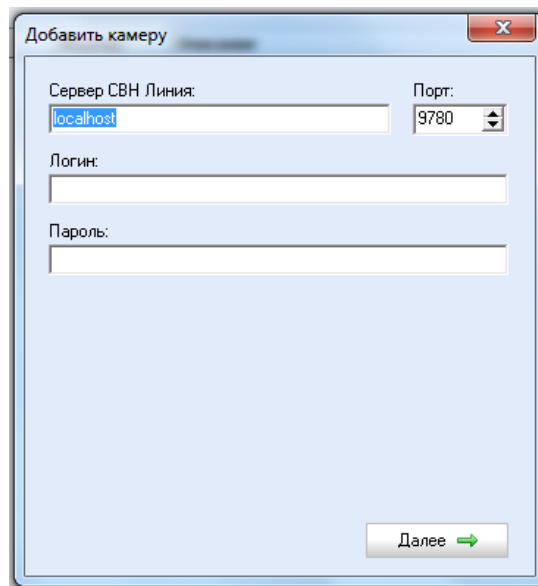 Добавить камеру
Сервер СВН Линия: Порт:
localhost 9780
Логин:
Пароль:
Далее